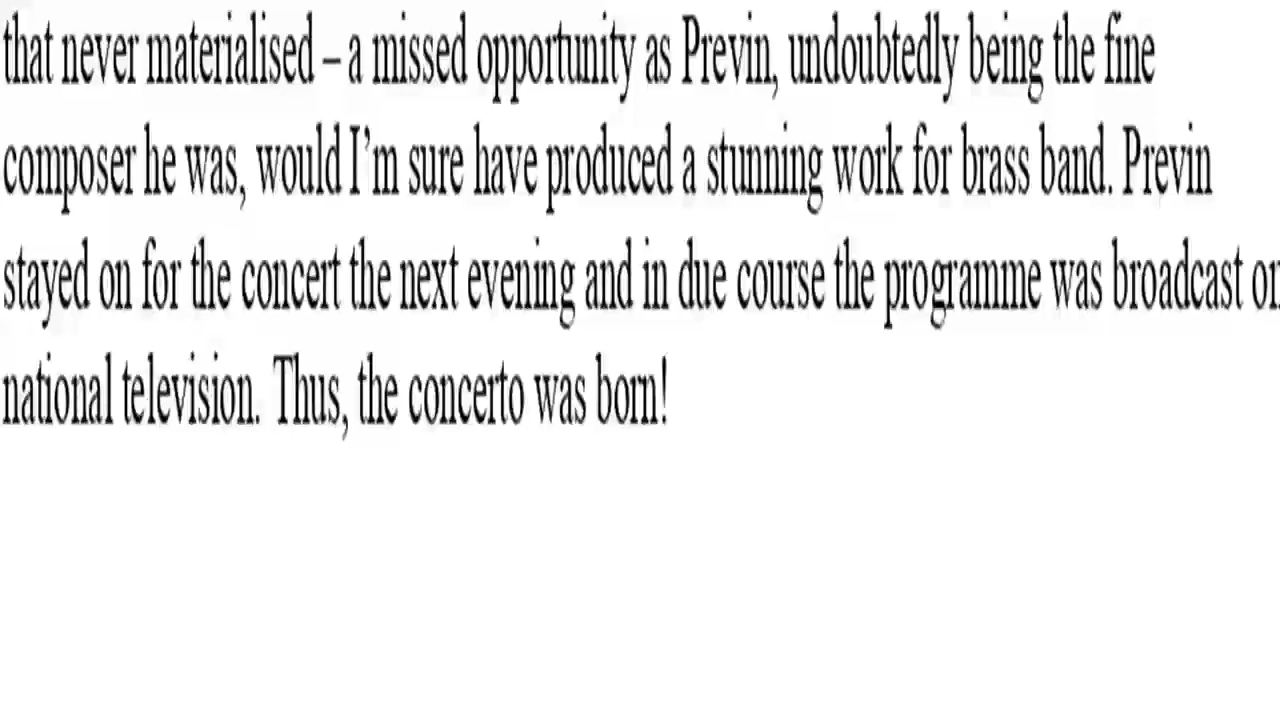 that never materialised – a missed opportunity as Previn, undoubtedly being the fine
composer he was, would I’m sure have produced a stunning work for brass band. Previn
stayed on for the concert the next evening and in due course the programme was broadcast on
national television. Thus, the concerto was born!